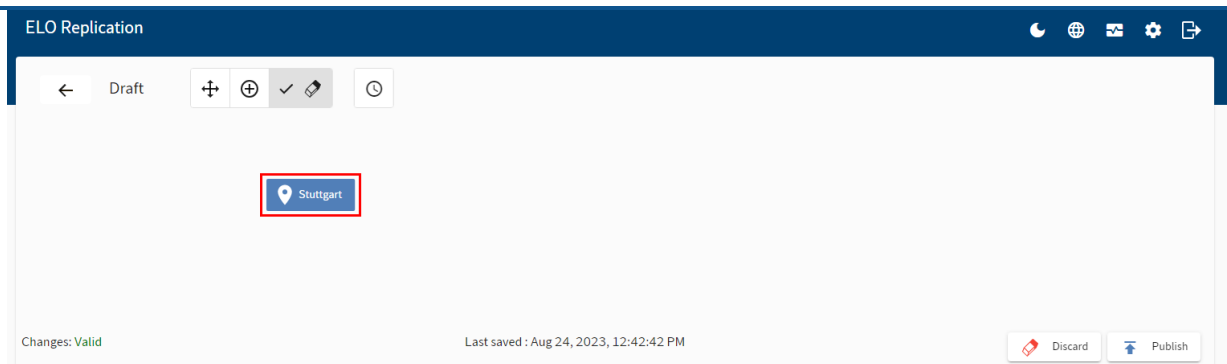 ELO Replication
Draft
Stuttgart
Changes: Valid
Last saved : Aug 24, 2023, 12:42:42 PM
Discard
Publish